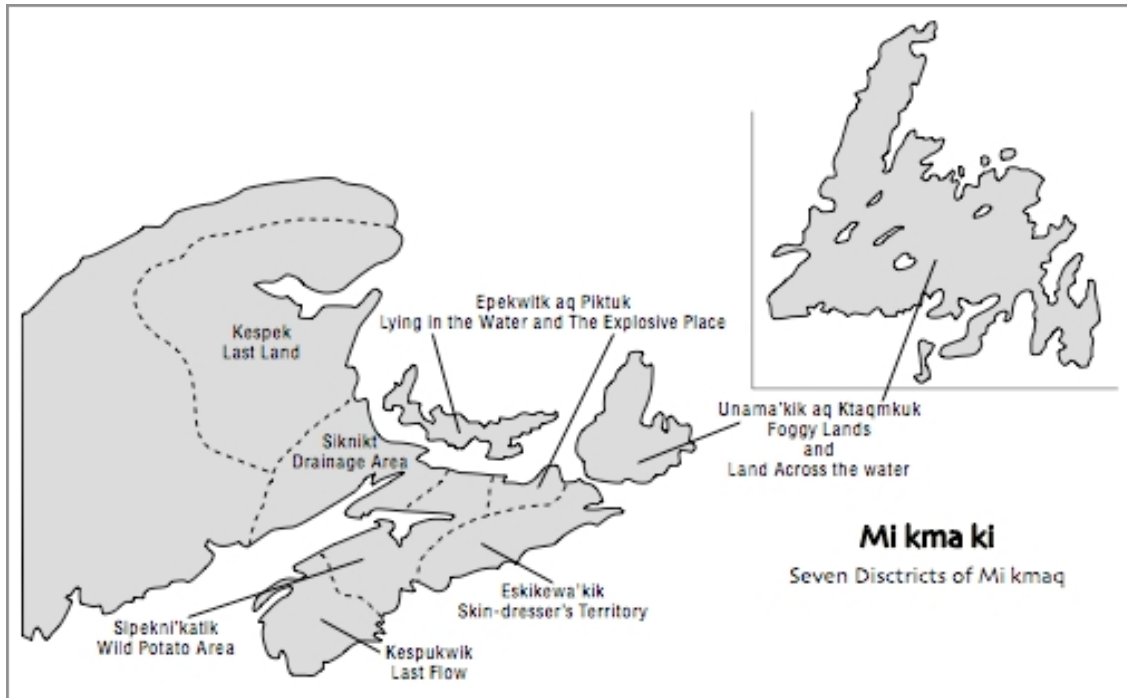 Epekwitk aq Piktuk
Lying in the Water and The Explosive Place
Kespek
Last Land
Unama'kik aq Ktaqmkuk
Foggy Lands
and
Land Across the water
Siknikt
Drainage Area
Mi kma ki
Seven Disctricts of Mi kmaq
Eskikewa'kik
Skin-dresser's Territory
Sipekni'katik
Wild Potato Area
Kespukwik
Last Flow